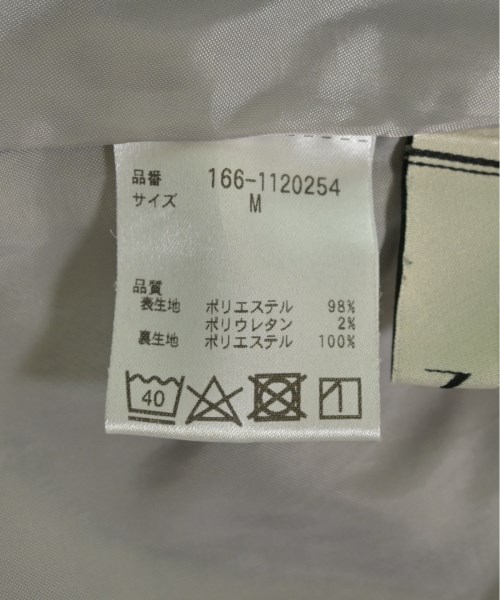 品番 166-1120254
サイズ M
品質
表生地 ポリエステル 98%
ポリウレタン 2%
裏生地 ポリエステル 100%
40